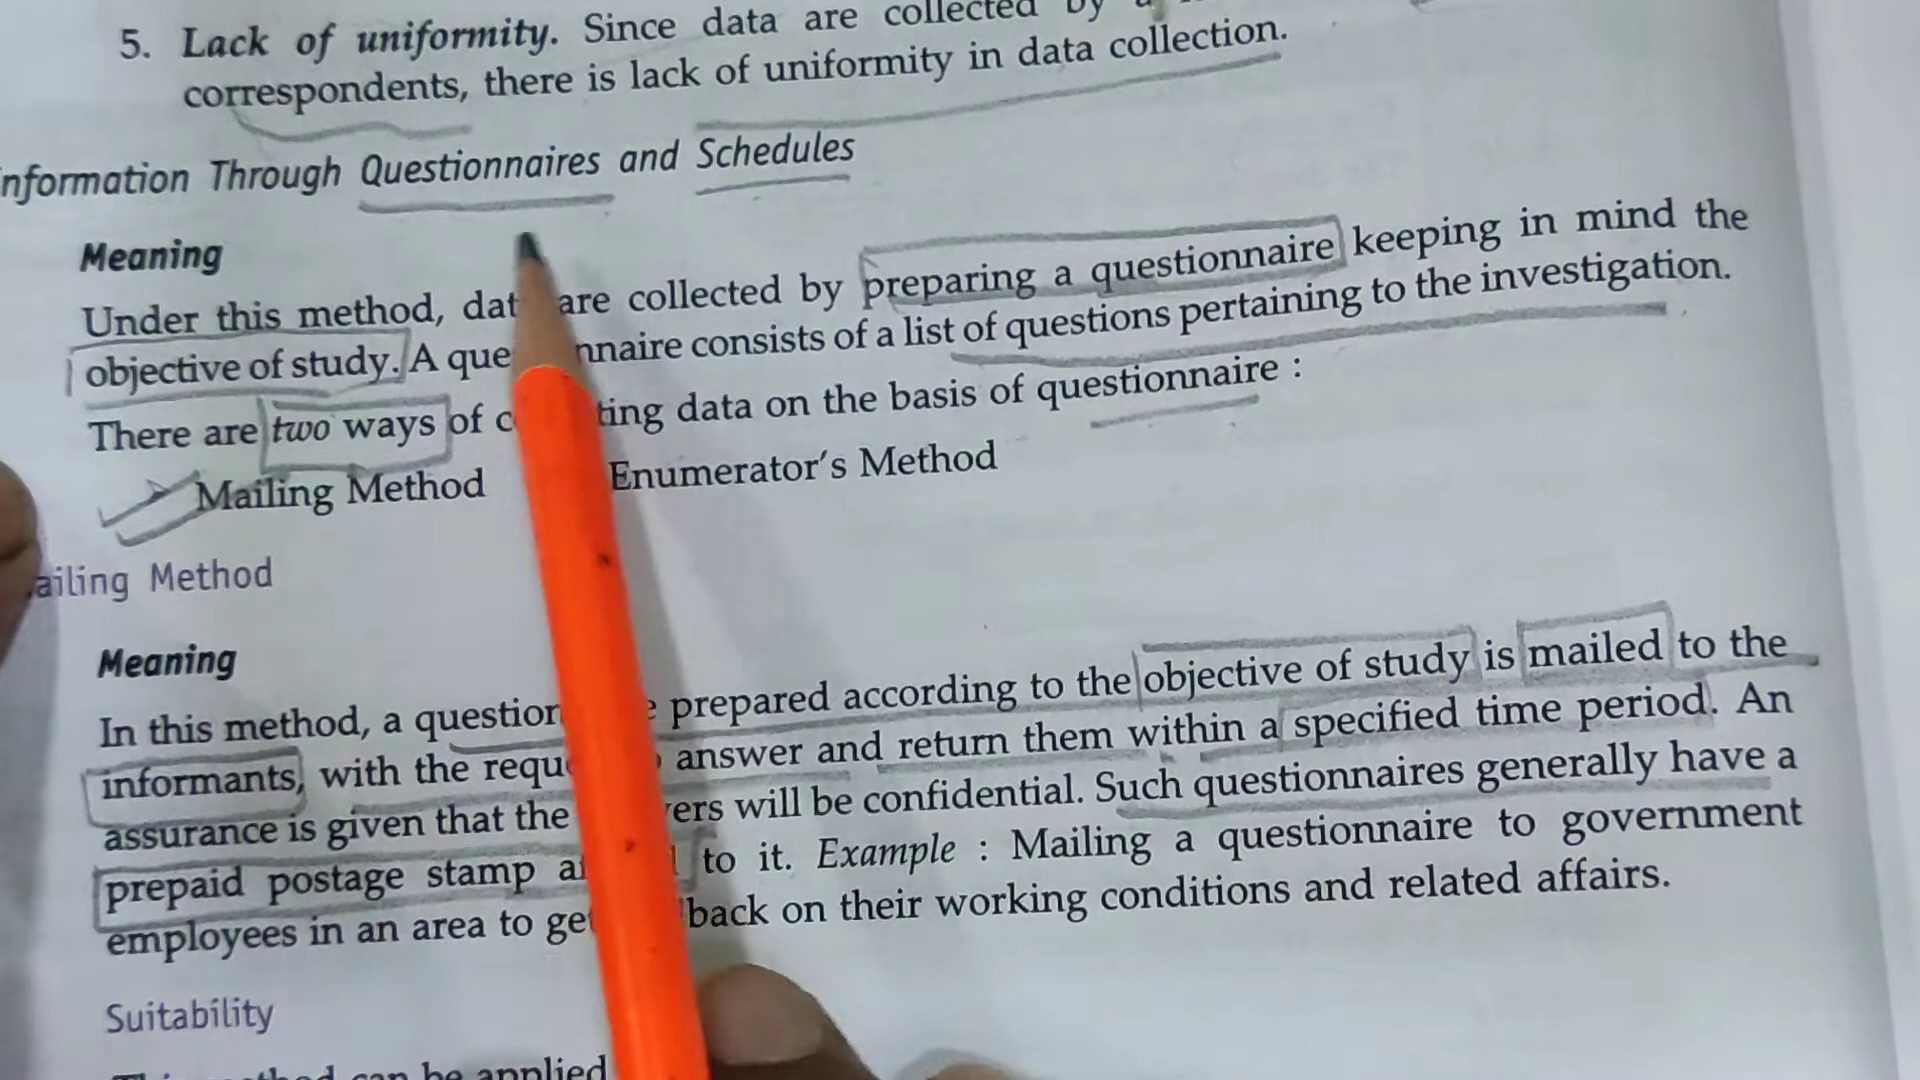 5. Lack of uniformity. Since data are collected by a
correspondents, there is lack of uniformity in data collection.
nformation Through Questionnaires and Schedules
Meaning
Under this method, dat are collected by preparing a questionnaire keeping in mind the
objective of study. A que nnaire consists of a list of questions pertaining to the investigation.
There are two ways of c ting data on the basis of questionnaire :
Mailing Method Enumerator's Method
ailing Method
Meaning
In this method, a question e prepared according to the objective of study is mailed to the
informants, with the requ answer and return them within a specified time period. An
assurance is given that the vers will be confidential. Such questionnaires generally have a
prepaid postage stamp a to it. Example : Mailing a questionnaire to government
employees in an area to ge back on their working conditions and related affairs.
Suitability
method can be applied